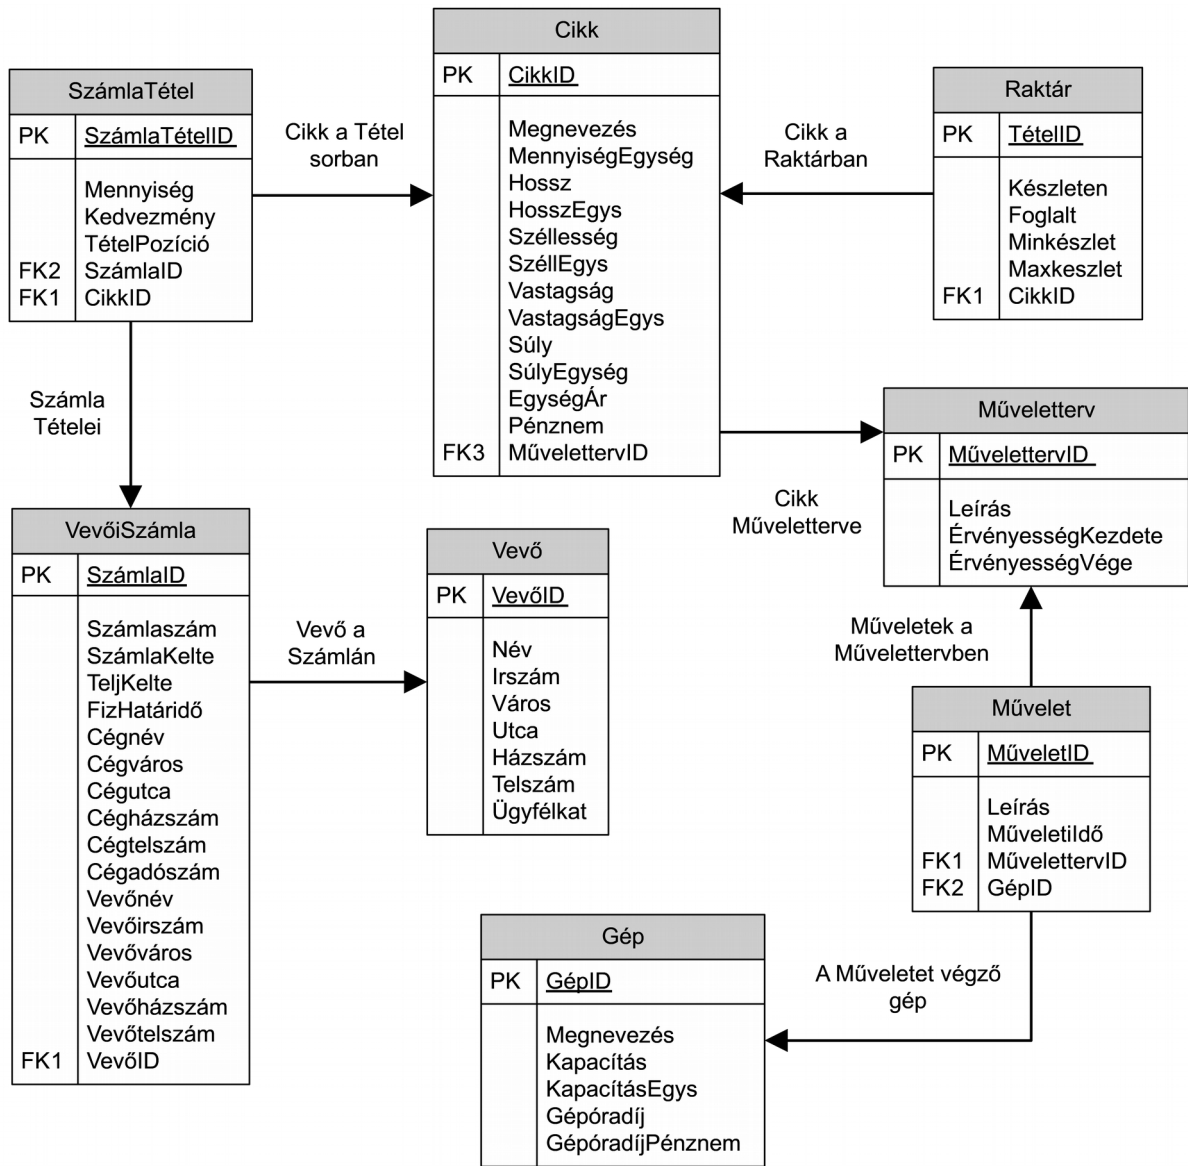 Cikk
PK CikkID
Megnevezés
MennyiségEgység
Hossz
HosszEgys
Széllesség
SzéllEgys
Vastagság
VastagságEgys
Súly
SúlyEgység
EgységÁr
Pénznem
FK3 MűvelettervID
SzámlaTétel
PK SzámlaTételID
Mennyiség
Kedvezmény
TételPozíció
FK2 SzámlaID
FK1 CikkID
Cikk a Tétel
sorban
Raktár
PK TételID
Készleten
Foglalt
Minkészlet
Maxkeszlet
FK1 CikkID
Cikk a
Raktárban
Számla
Tételei
Műveletterv
PK MűvelettervID
Leírás
ÉrvényességKezdete
ÉrvényességVége
Cikk
Műveletterve
VevőiSzámla
PK SzámlaID
Számlaszám
SzámlaKelte
TeljKelte
FizHatáridő
Cégnév
Cégváros
Cégutca
Cégházszám
Cégtelszám
Cégadószám
Vevőnév
Vevőirszám
Vevőváros
Vevőutca
Vevőházszám
Vevőtelszám
FK1 VevőID
Vevő a
Számlán
Vevő
PK VevőID
Név
Irszám
Város
Utca
Házszám
Telszám
Ügyfélkat
Műveletek a
Művelettervben
Művelet
PK MűveletID
Leírás
MűveletiIdő
FK1 MűvelettervID
FK2 GépID
A Műveletet végző
gép
Gép
PK GépID
Megnevezés
Kapacítás
KapacításEgys
Gépóradíj
GépóradíjPénznem